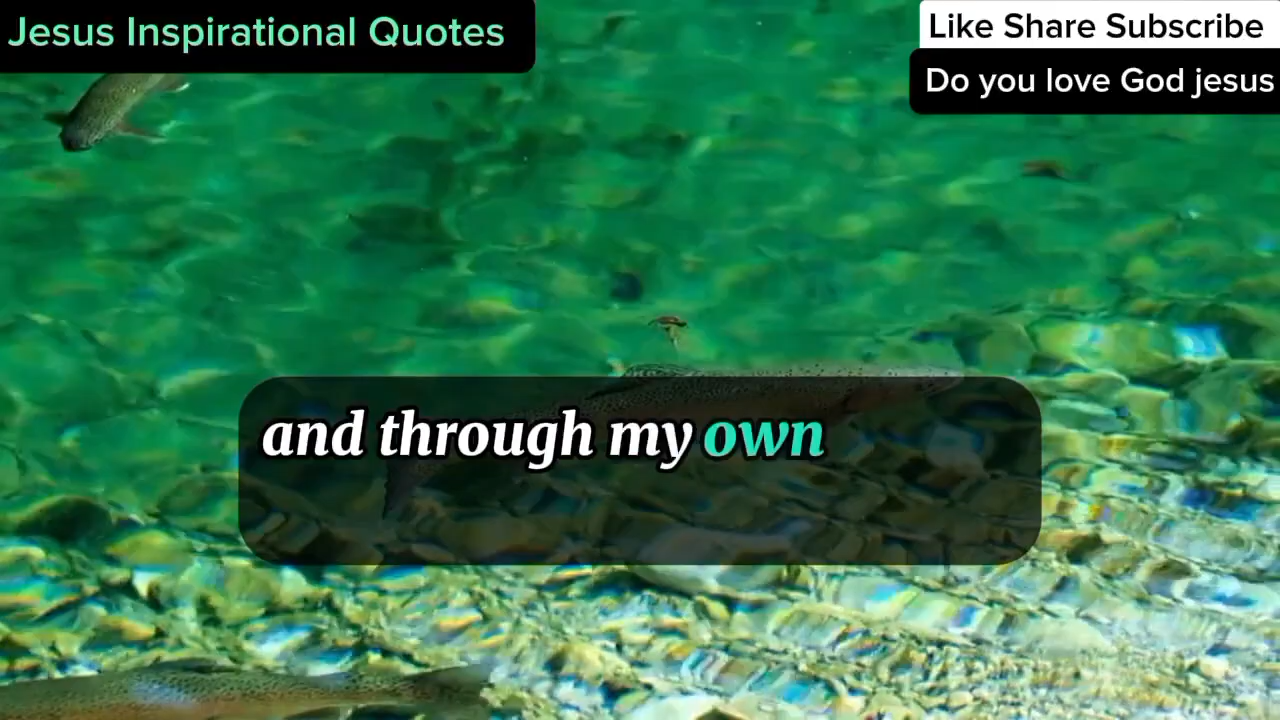 Jesus Inspirational Quotes
Like Share Subscribe
Do you love God jesus
and through my own